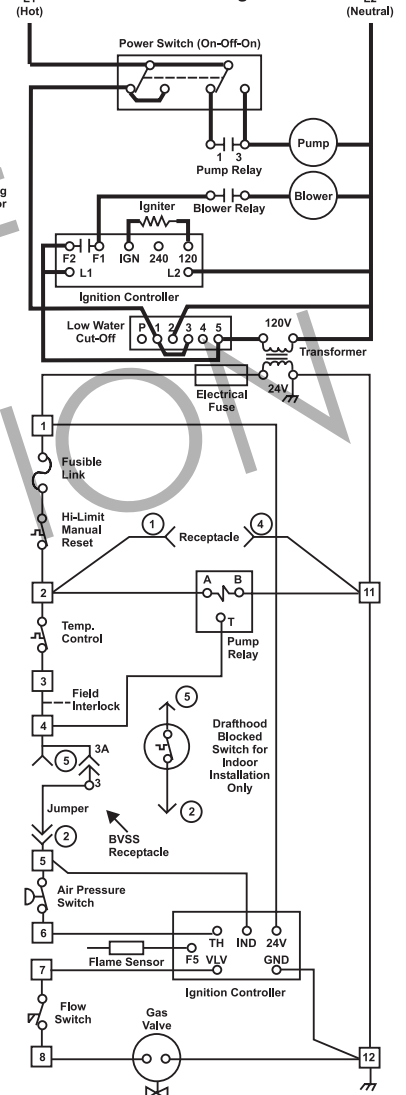 (Hot)
(Neutral)
Power Switch (On-Off-On)
1 3
Pump Relay
Pump
Igniter
Blower Relay
Blower
F2 F1 IGN 240 120
L1
L2
Ignition Controller
Low Water
Cut-Off
P 1 2 3 4 5
120V
Transformer
24V
Electrical
Fuse
1
Fusible
Link
Hi-Limit
Manual
Reset
1
Receptacle
4
2
A B
T
Pump
Relay
11
Temp.
Control
3
Field
Interlock
4
5
3A
3
5
2
Drafthood
Blocked
Switch for
Indoor
Installation
Only
Jumper
2
BVSS
Receptacle
5
Air Pressure
Switch
6
TH IND 24V
Flame Sensor
F5 VLV GND
Ignition Controller
7
Flow
Switch
Gas
Valve
8
12